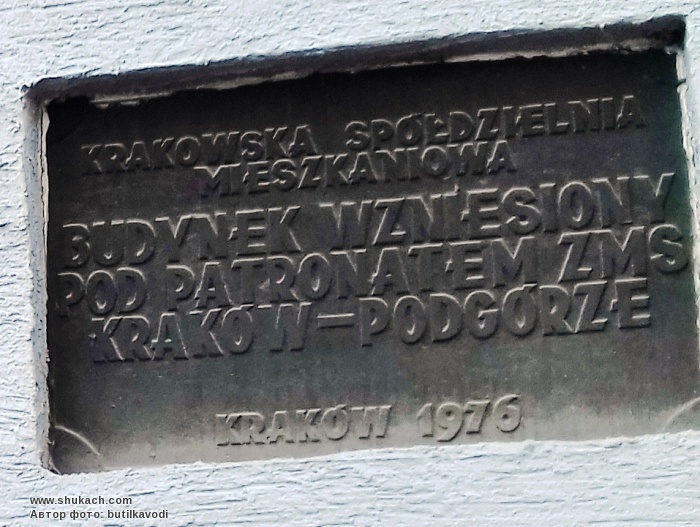 KRAKOWSKA SPÓŁDZIELNIA
MIESZKANIOWA
BUDYNEK WZNIESIONY
POD PATRONATEM ZMS
KRAKÓW-PODGÓRZE
KRAKÓW 1976
www.shukach.com
Автор фото: butilkavodi